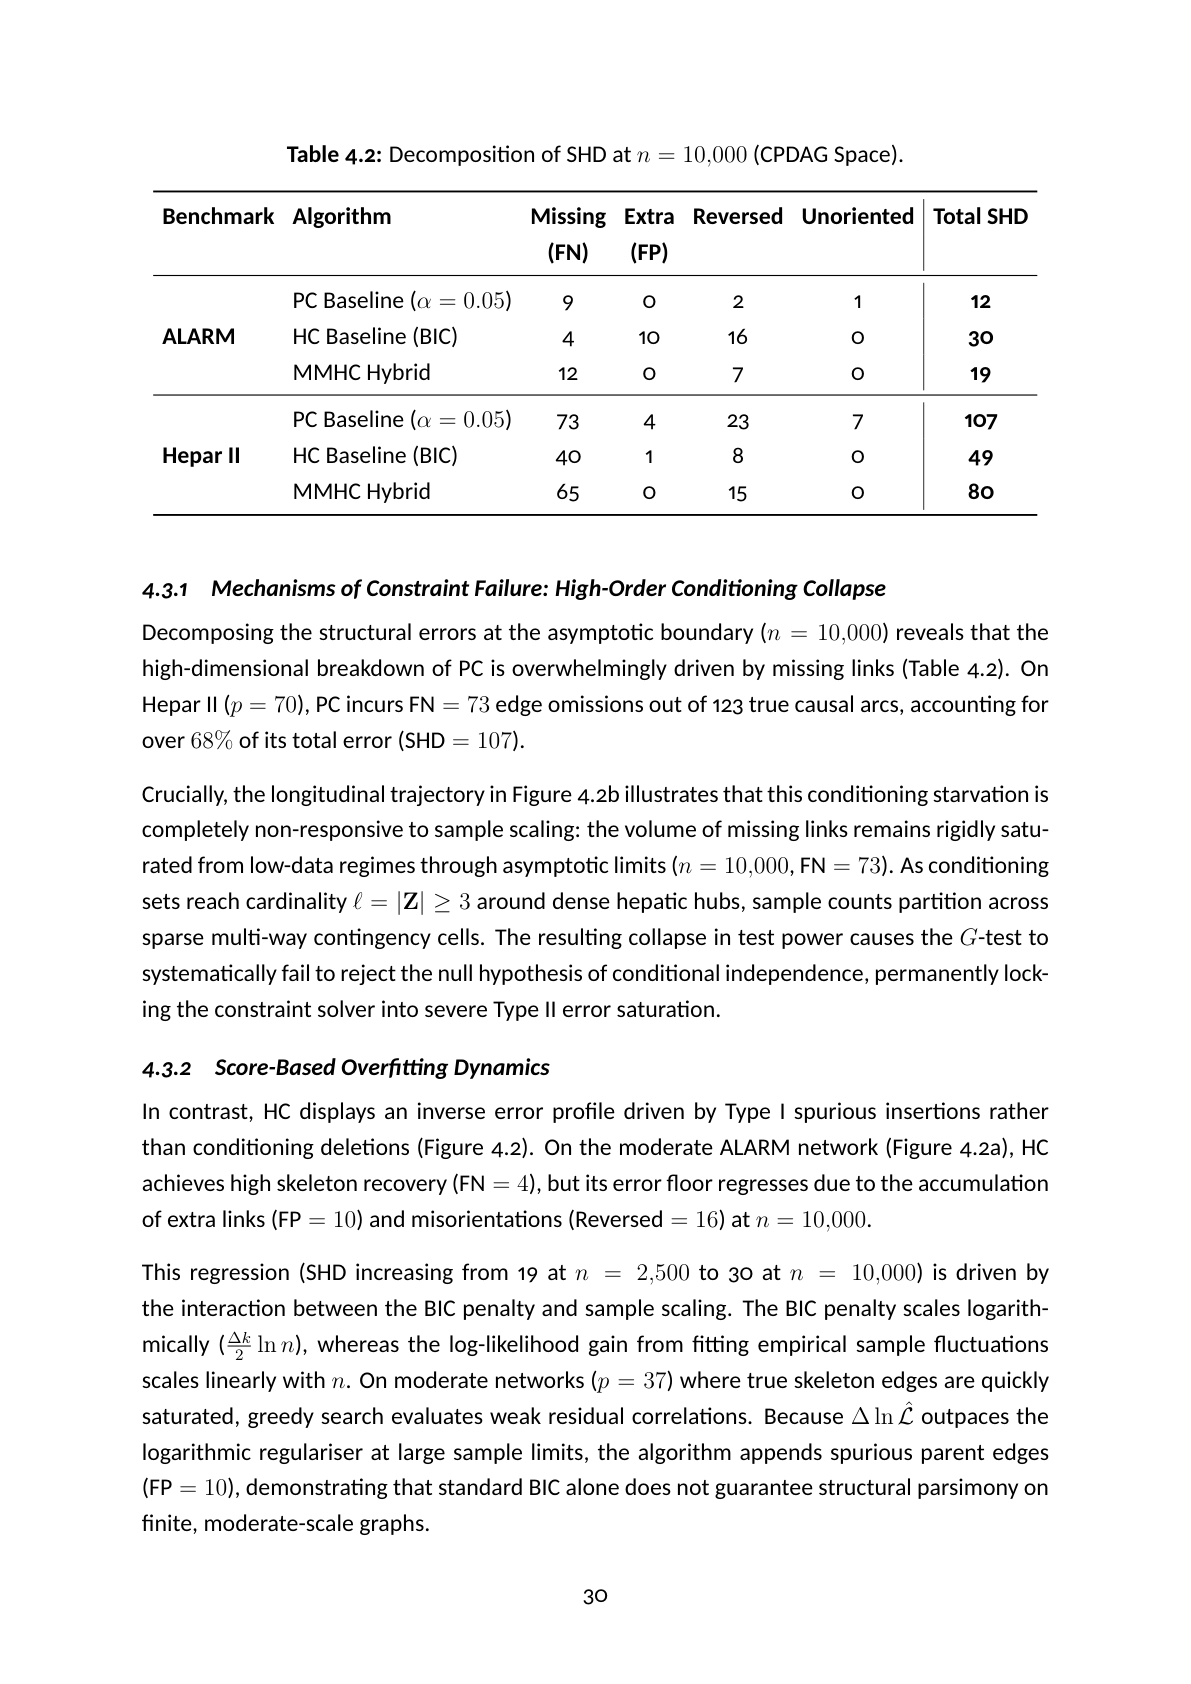 Table 4.2: Decomposition of SHD at n = 10,000 (CPDAG Space).
Benchmark Algorithm Missing (FN) Extra (FP) Reversed Unoriented Total SHD
PC Baseline (α = 0.05) 9 0 2 1 12
ALARM HC Baseline (BIC) 4 10 16 0 30
MMHC Hybrid 12 0 7 0 19
PC Baseline (α = 0.05) 73 4 23 7 107
Hepar II HC Baseline (BIC) 40 1 8 0 49
MMHC Hybrid 65 0 15 0 80
4.3.1 Mechanisms of Constraint Failure: High-Order Conditioning Collapse
Decomposing the structural errors at the asymptotic boundary (n = 10,000) reveals that the
high-dimensional breakdown of PC is overwhelmingly driven by missing links (Table 4.2). On
Hepar II (p = 70), PC incurs FN = 73 edge omissions out of 123 true causal arcs, accounting for
over 68% of its total error (SHD = 107).
Crucially, the longitudinal trajectory in Figure 4.2b illustrates that this conditioning starvation is
completely non-responsive to sample scaling: the volume of missing links remains rigidly satu-
rated from low-data regimes through asymptotic limits (n = 10,000, FN = 73). As conditioning
sets reach cardinality ℓ = |Z| ≥ 3 around dense hepatic hubs, sample counts partition across
sparse multi-way contingency cells. The resulting collapse in test power causes the G-test to
systematically fail to reject the null hypothesis of conditional independence, permanently lock-
ing the constraint solver into severe Type II error saturation.
4.3.2 Score-Based Overfitting Dynamics
In contrast, HC displays an inverse error profile driven by Type I spurious insertions rather
than conditioning deletions (Figure 4.2). On the moderate ALARM network (Figure 4.2a), HC
achieves high skeleton recovery (FN = 4), but its error floor regresses due to the accumulation
of extra links (FP = 10) and misorientations (Reversed = 16) at n = 10,000.
This regression (SHD increasing from 19 at n = 2,500 to 30 at n = 10,000) is driven by
the interaction between the BIC penalty and sample scaling. The BIC penalty scales logarith-
mically (Δk/2 ln n), whereas the log-likelihood gain from fitting empirical sample fluctuations
scales linearly with n. On moderate networks (p = 37) where true skeleton edges are quickly
saturated, greedy search evaluates weak residual correlations. Because Δ ln ℒ̂ outpaces the
logarithmic regulariser at large sample limits, the algorithm appends spurious parent edges
(FP = 10), demonstrating that standard BIC alone does not guarantee structural parsimony on
finite, moderate-scale graphs.
30